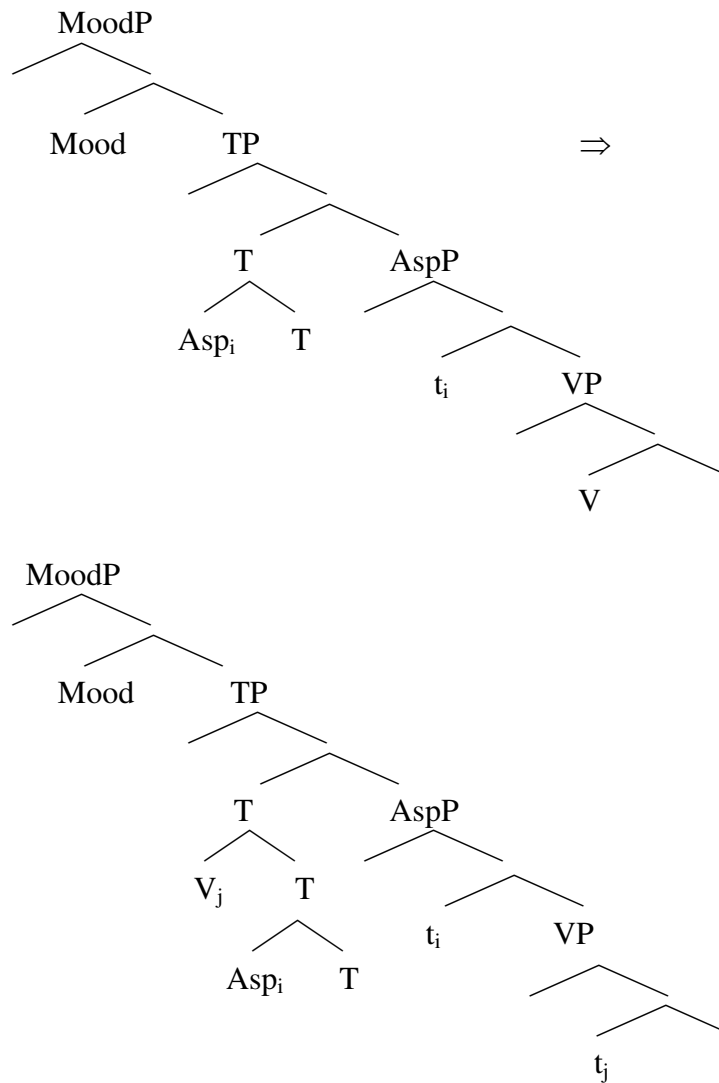 MoodP
Mood TP ⇒
T AspP
Aspᵢ T
tᵢ VP
V
MoodP
Mood TP
T AspP
Vⱼ T
tᵢ VP
Aspᵢ T
tⱼ